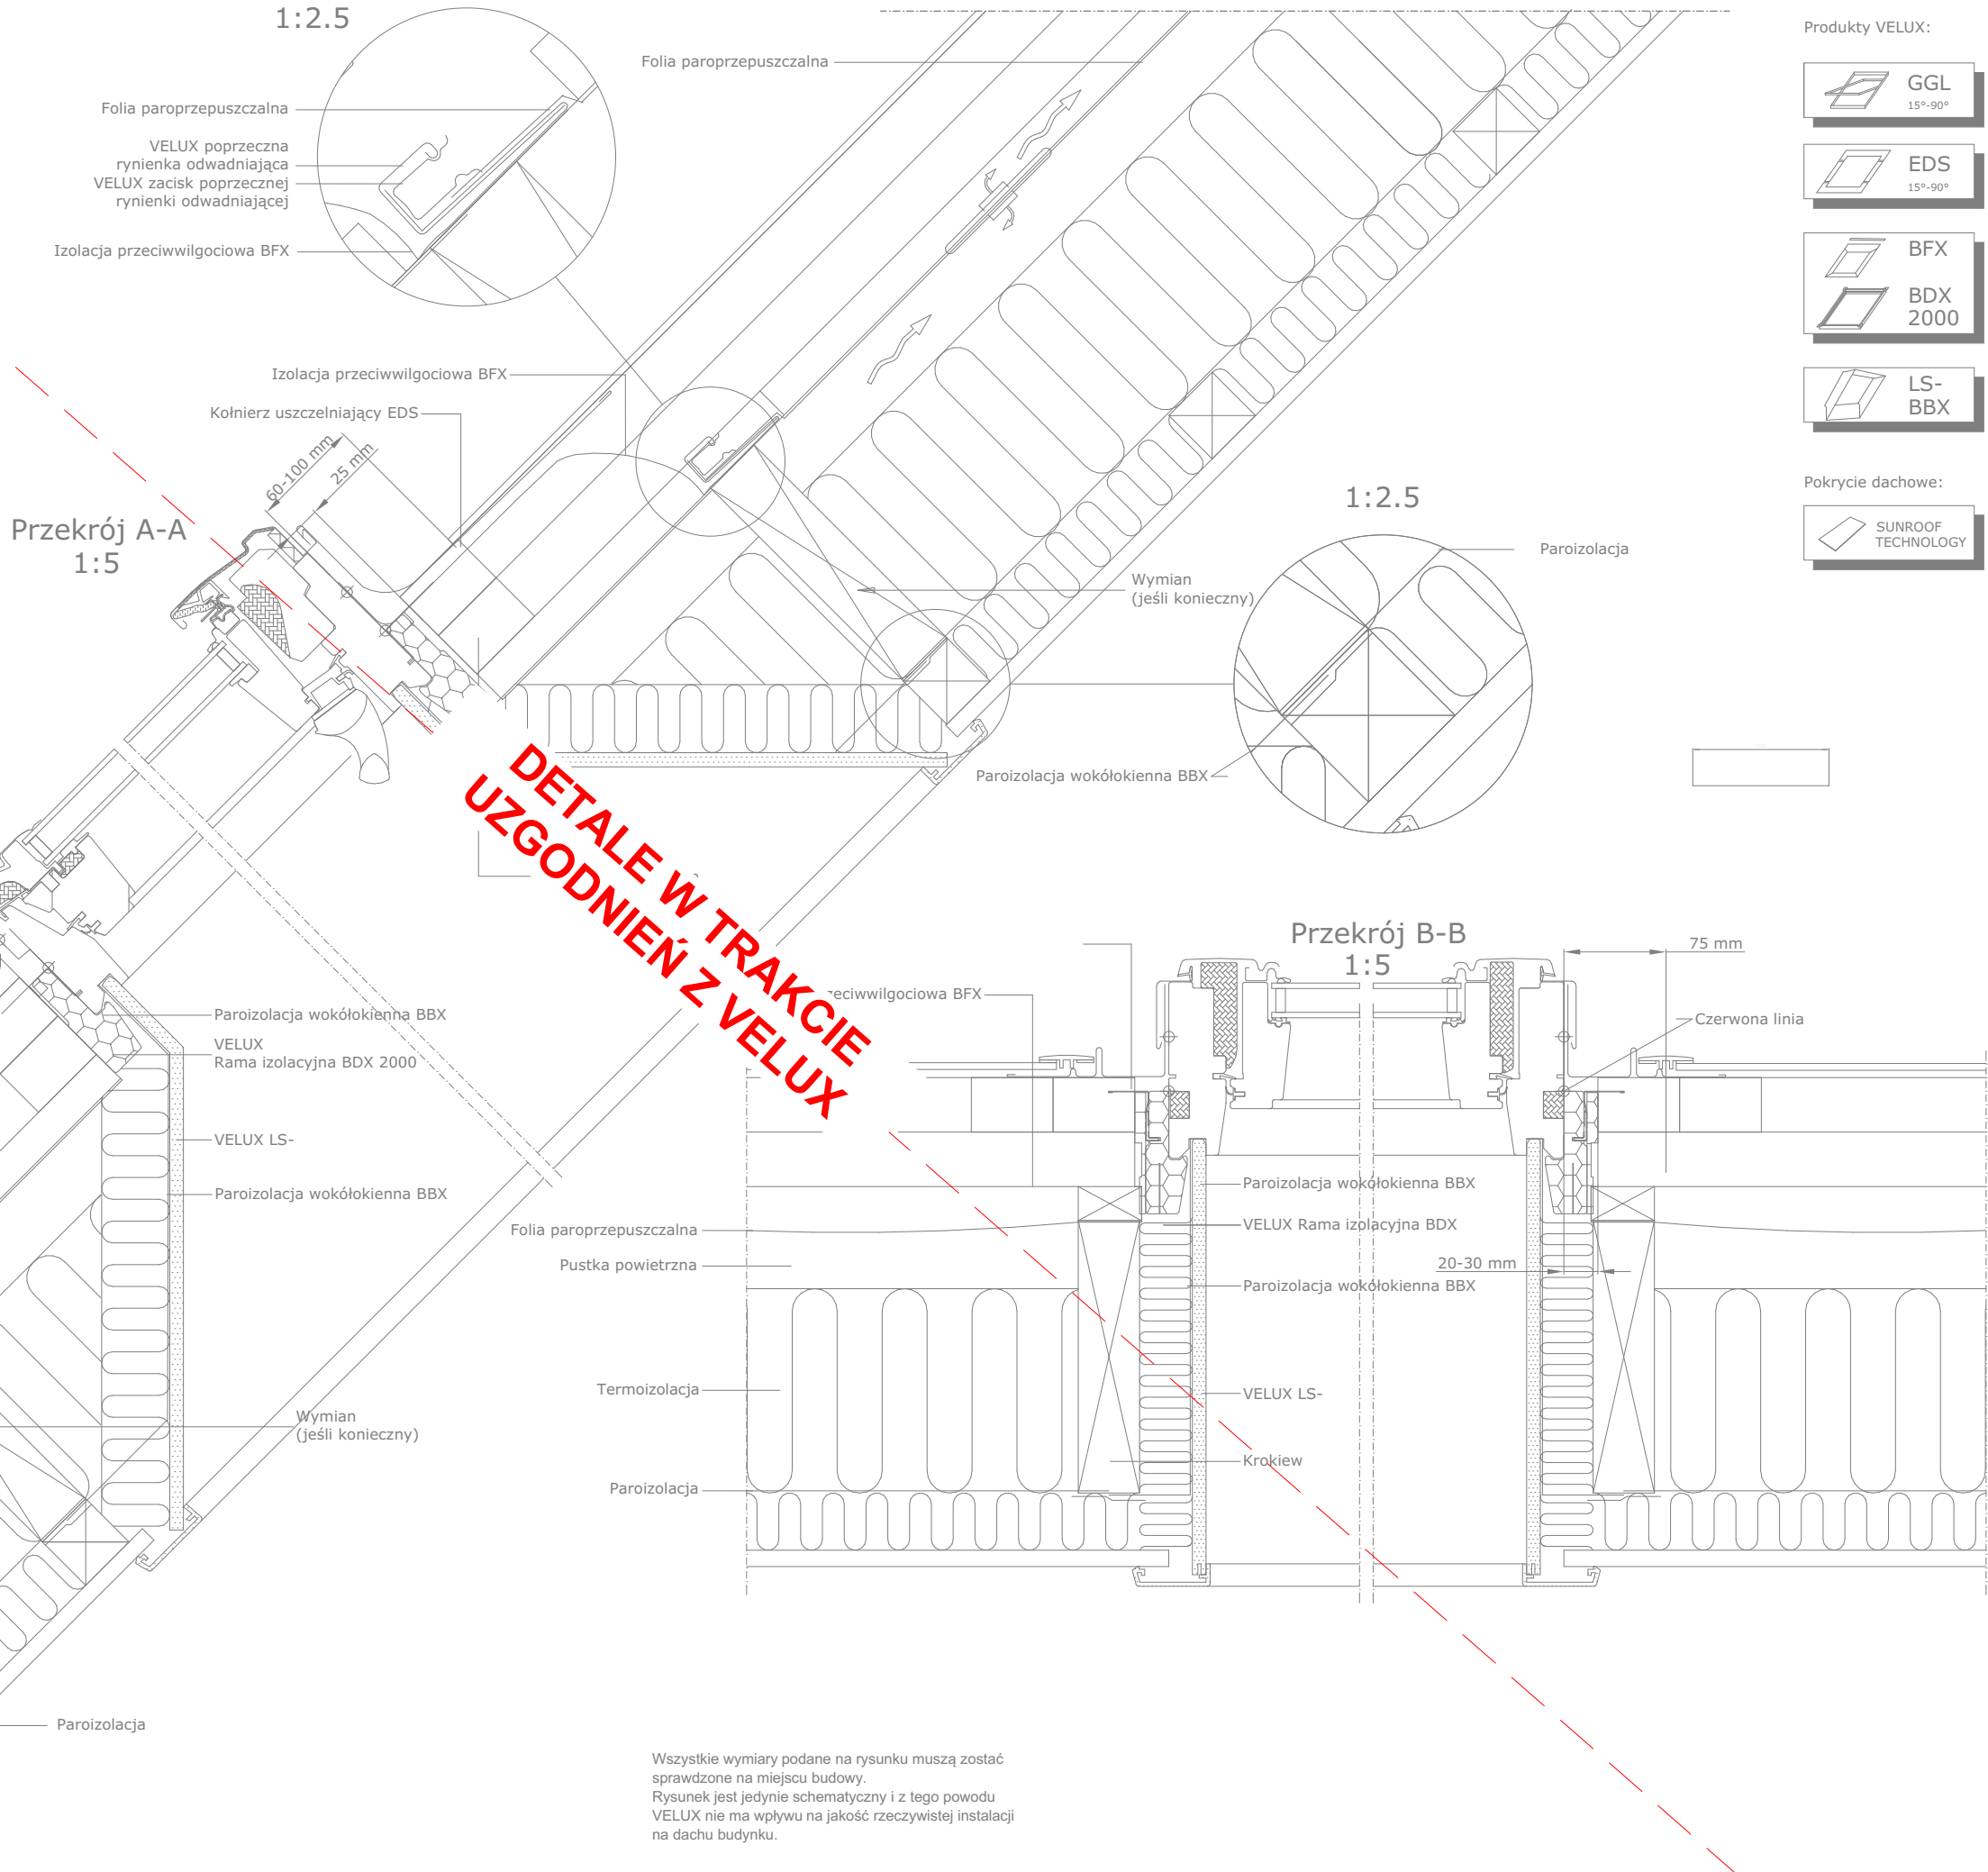 1:2.5
Folia paroprzepuszczalna
VELUX poprzeczna
rynienka odwadniająca
VELUX zacisk poprzecznej
rynienki odwadniającej
Izolacja przeciwwilgociowa BFX
Folia paroprzepuszczalna
Izolacja przeciwwilgociowa BFX
Kołnierz uszczelniający EDS
60-100 mm
25 mm
Przekrój A-A
1:5
Wymian
(jeśli konieczny)
1:2.5
Paroizolacja
Paroizolacja wokółokienna BBX
Produkty VELUX:
GGL
15°-90°
EDS
15°-90°
BFX
BDX
2000
LS-
BBX
Pokrycie dachowe:
SUNROOF
TECHNOLOGY
DETALE W TRAKCIE
UZGODNIEŃ Z VELUX
Paroizolacja wokółokienna BBX
VELUX
Rama izolacyjna BDX 2000
VELUX LS-
Paroizolacja wokółokienna BBX
Wymian
(jeśli konieczny)
Paroizolacja
Przekrój B-B
1:5
75 mm
zeciwwilgociowa BFX
Czerwona linia
Paroizolacja wokółokienna BBX
Folia paroprzepuszczalna
VELUX Rama izolacyjna BDX
Pustka powietrzna
20-30 mm
Paroizolacja wokółokienna BBX
Termoizolacja
VELUX LS-
Krokiew
Paroizolacja
Wszystkie wymiary podane na rysunku muszą zostać
sprawdzone na miejscu budowy.
Rysunek jest jedynie schematyczny i z tego powodu
VELUX nie ma wpływu na jakość rzeczywistej instalacji
na dachu budynku.